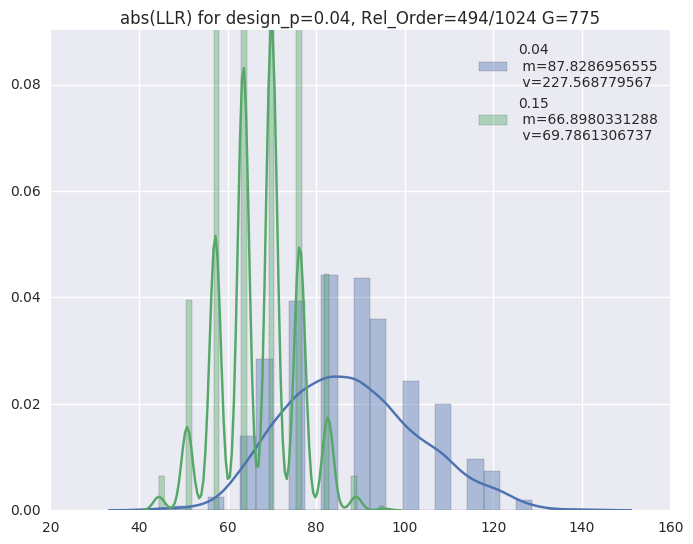 abs(LLR) for design_p=0.04, Rel_Order=494/1024 G=775
0.04
m=87.8286956555
v=227.568779567
0.15
m=66.8980331288
v=69.7861306737
0.08
0.06
0.04
0.02
0.00
20 40 60 80 100 120 140 160